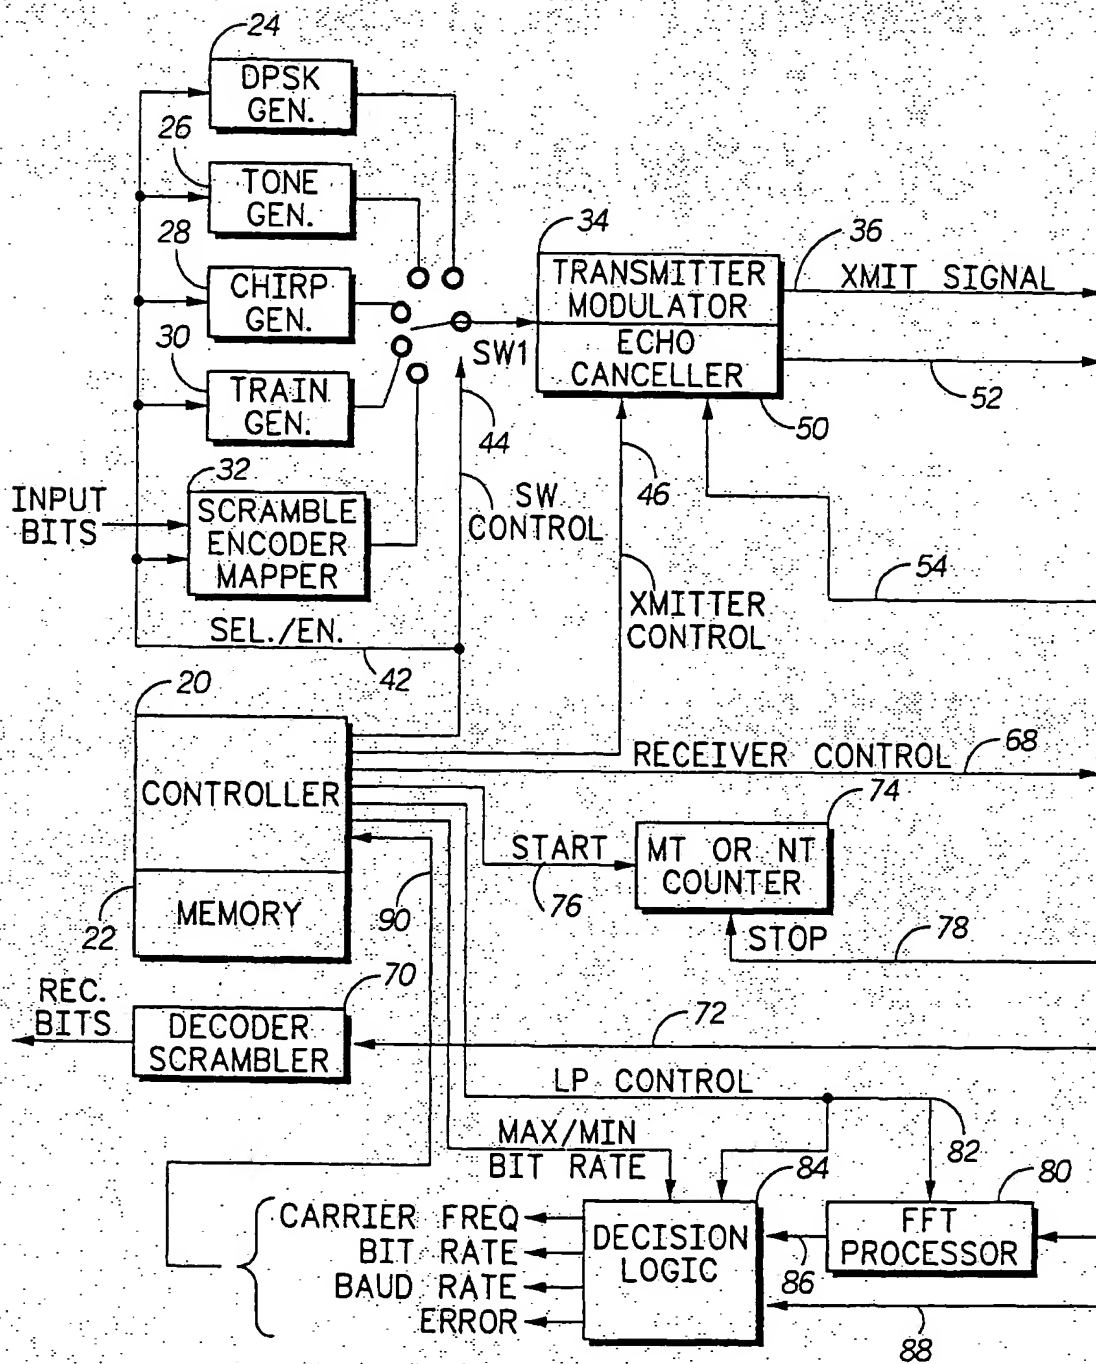 24
DPSK
GEN.
26
TONE
GEN.
28
CHIRP
GEN.
30
TRAIN
GEN.
32
INPUT
BITS
SCRAMBLE
ENCODER
MAPPER
SEL./EN.
42
SW1
44
SW
CONTROL
34
TRANSMITTER
MODULATOR
ECHO
CANCELLER
50
36
XMIT SIGNAL
52
46
54
XMITTER
CONTROL
20
CONTROLLER
MEMORY
22
RECEIVER CONTROL
68
74
START
76
MT OR NT
COUNTER
STOP
78
90
REC.
BITS
70
DECODER
SCRAMBLER
72
LP CONTROL
82
MAX/MIN
BIT RATE
84
80
CARRIER FREQ
BIT RATE
BAUD RATE
ERROR
DECISION
LOGIC
86
FFT
PROCESSOR
88